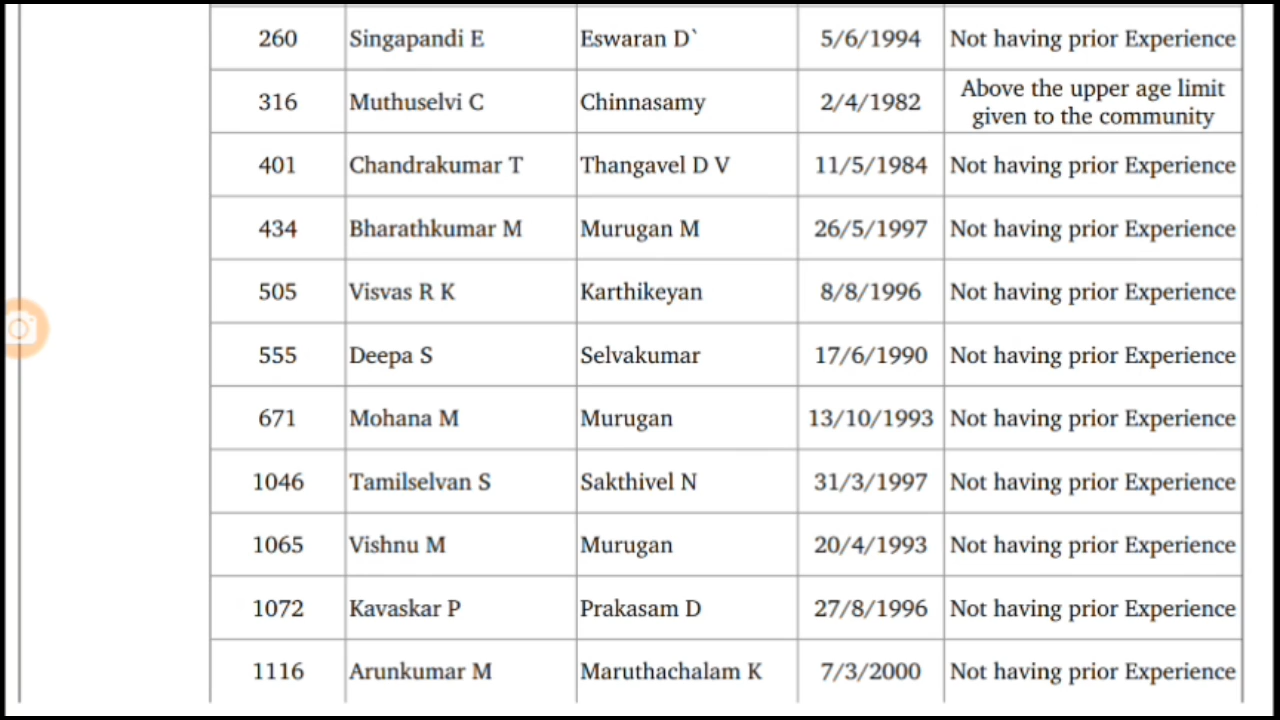 260 Singapandi E Eswaran D` 5/6/1994 Not having prior Experience
316 Muthuselvi C Chinnasamy 2/4/1982 Above the upper age limit
given to the community
401 Chandrakumar T Thangavel D V 11/5/1984 Not having prior Experience
434 Bharathkumar M Murugan M 26/5/1997 Not having prior Experience
505 Visvas R K Karthikeyan 8/8/1996 Not having prior Experience
555 Deepa S Selvakumar 17/6/1990 Not having prior Experience
671 Mohana M Murugan 13/10/1993 Not having prior Experience
1046 Tamilselvan S Sakthivel N 31/3/1997 Not having prior Experience
1065 Vishnu M Murugan 20/4/1993 Not having prior Experience
1072 Kavaskar P Prakasam D 27/8/1996 Not having prior Experience
1116 Arunkumar M Maruthachalam K 7/3/2000 Not having prior Experience